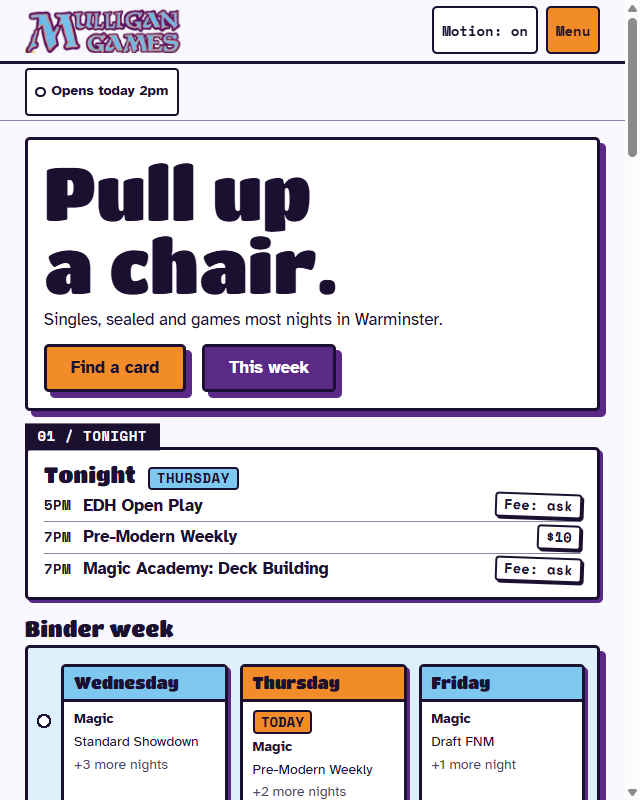 MULLIGAN
GAMES
Motion: on
Menu
Opens today 2pm
Pull up
a chair.
Singles, sealed and games most nights in Warminster.
Find a card
This week
01 / TONIGHT
Tonight THURSDAY
5PM EDH Open Play Fee: ask
7PM Pre-Modern Weekly $10
7PM Magic Academy: Deck Building Fee: ask
Binder week
Wednesday
Magic
Standard Showdown
+3 more nights
Thursday
TODAY
Magic
Pre-Modern Weekly
+2 more nights
Friday
Magic
Draft FNM
+1 more night